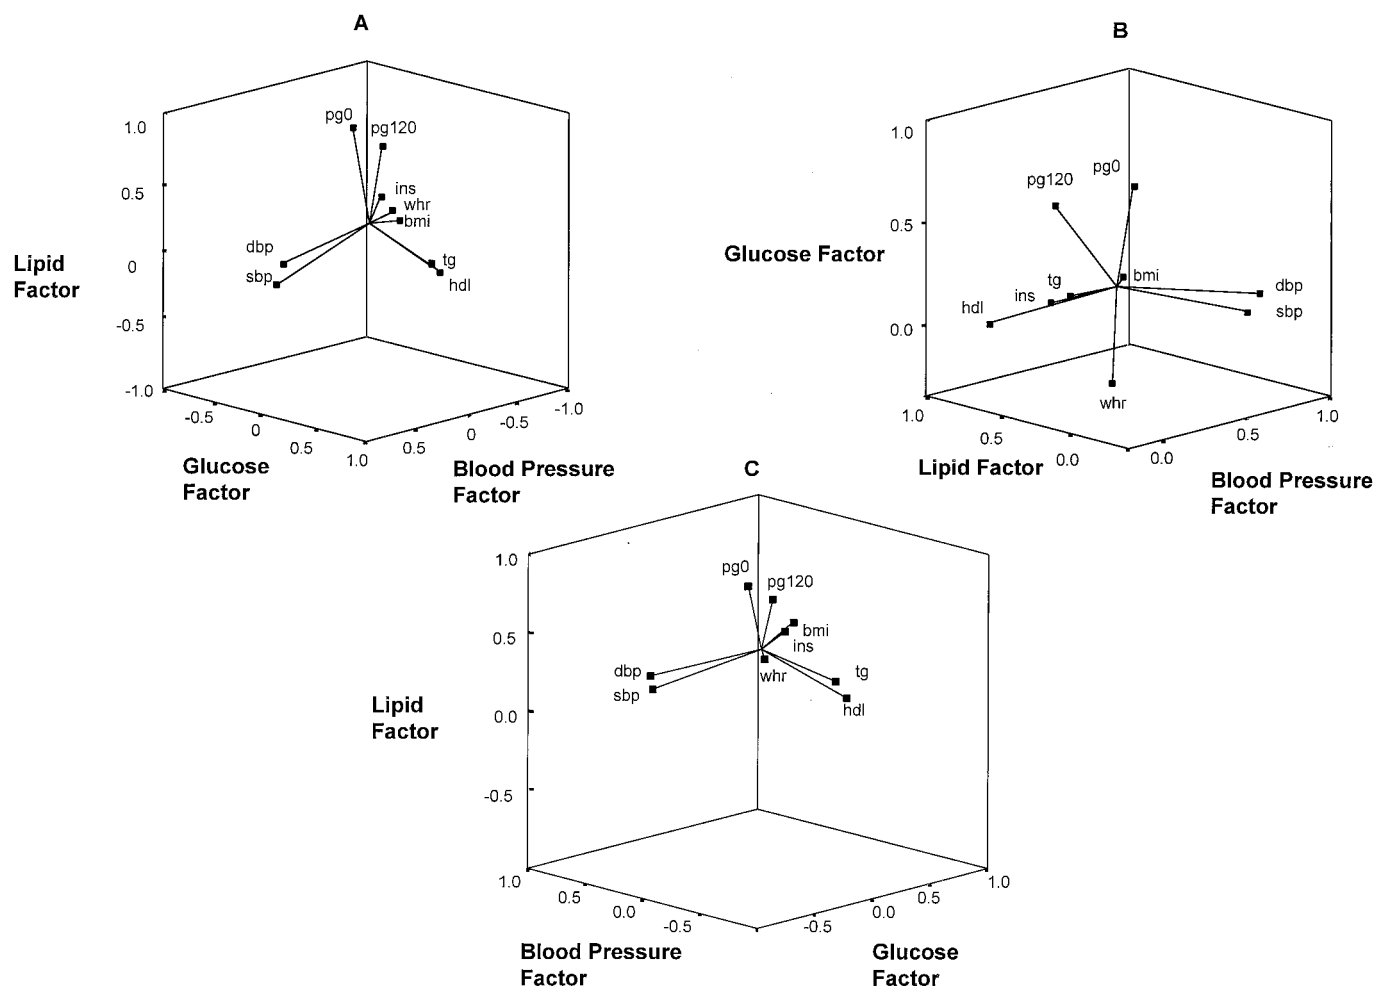 A
pg0
pg120
1.0
0.5
0
-0.5
-1.0
ins
whr
bmi
dbp
sbp
tg
hdl
Lipid
Factor
-0.5
0
0.5
1.0
Glucose
Factor
0.5
0
-0.5
-1.0
Blood Pressure
Factor
B
1.0
0.5
0.0
pg120
pg0
Glucose Factor
bmi
tg
ins
hdl
dbp
sbp
whr
1.0
0.5
0.0
Lipid Factor
0.0
0.5
1.0
Blood Pressure
Factor
C
1.0
0.5
0.0
-0.5
pg0
pg120
bmi
ins
whr
dbp
sbp
tg
hdl
Lipid
Factor
1.0
0.5
0.0
-0.5
Blood Pressure
Factor
-0.5
0.0
0.5
1.0
Glucose
Factor